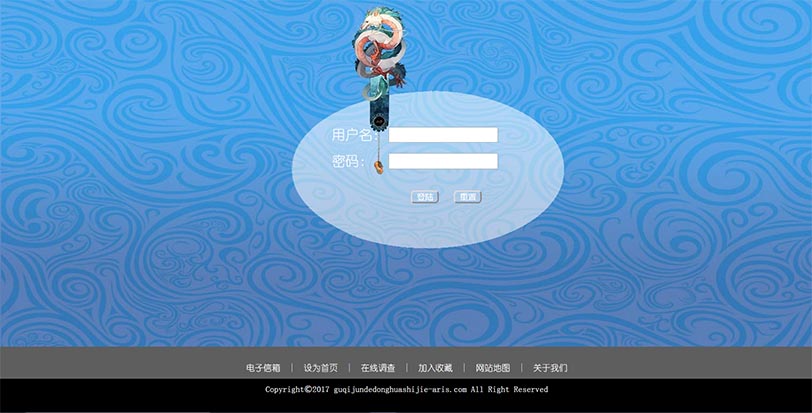 用户名：
密码：
登陆 重置
电子信箱 | 设为首页 | 在线调查 | 加入收藏 | 网站地图 | 关于我们
Copyright©2017 guqijundedonghuashijie-aris.com All Right Reserved